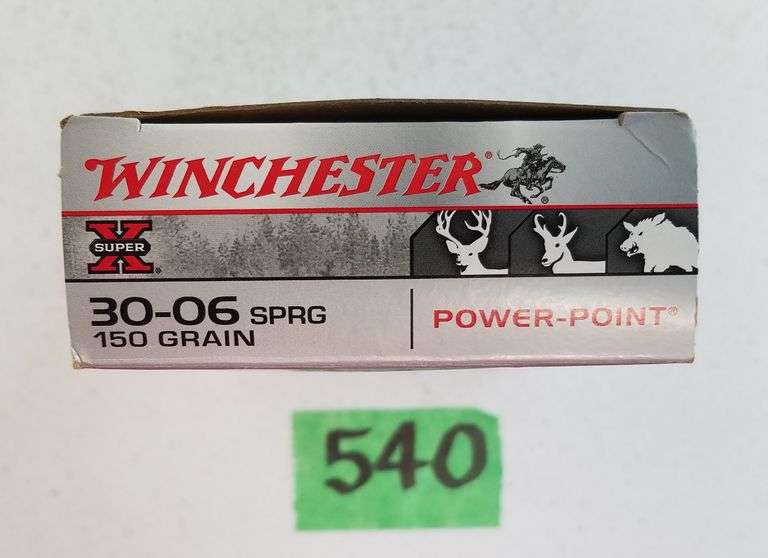 WINCHESTER®
SUPER X®
30-06 SPRG
150 GRAIN
POWER-POINT®
540